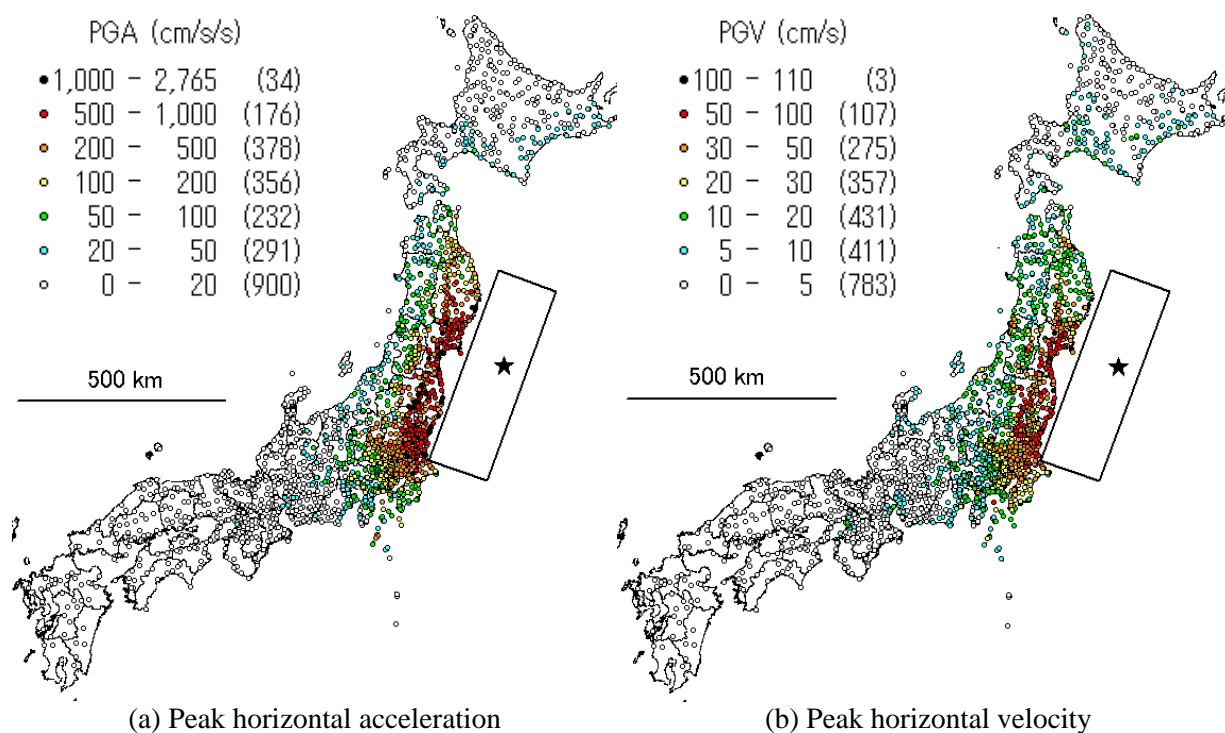 PGA (cm/s/s)
1,000 - 2,765 (34)
500 - 1,000 (176)
200 - 500 (378)
100 - 200 (356)
50 - 100 (232)
20 - 50 (291)
0 - 20 (900)
500 km
(a) Peak horizontal acceleration
PGV (cm/s)
100 - 110 (3)
50 - 100 (107)
30 - 50 (275)
20 - 30 (357)
10 - 20 (431)
5 - 10 (411)
0 - 5 (783)
500 km
(b) Peak horizontal velocity